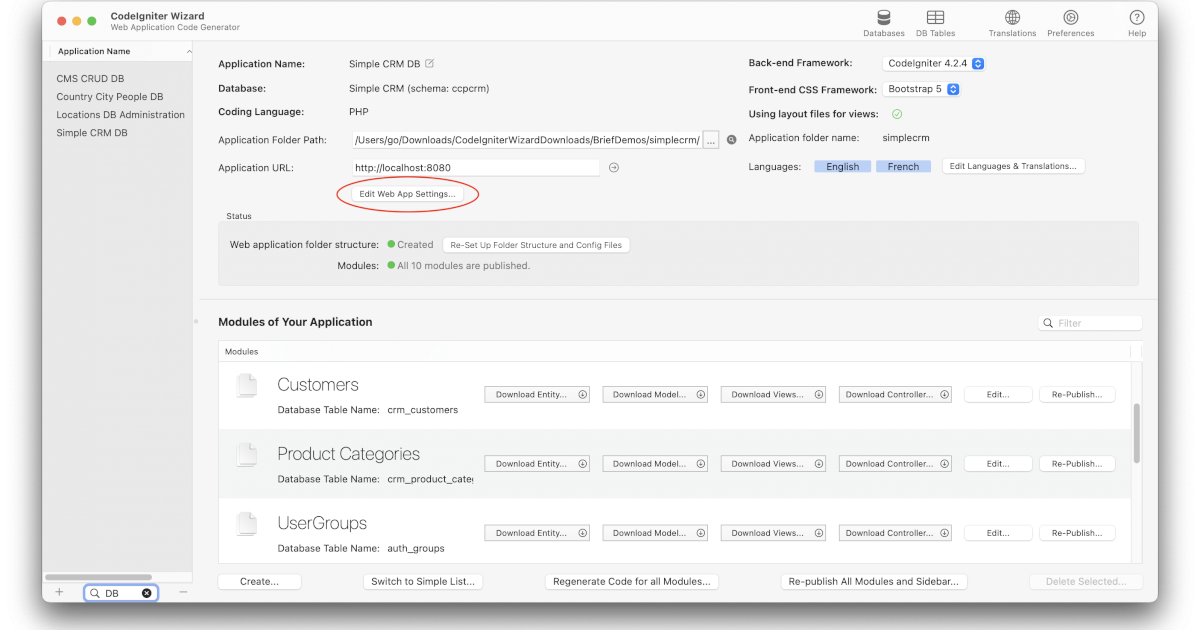 CodeIgniter Wizard
Web Application Code Generator
Databases DB Tables Translations Preferences Help
Application Name
CMS CRUD DB
Country City People DB
Locations DB Administration
Simple CRM DB
DB
Application Name: Simple CRM DB
Database: Simple CRM (schema: ccpcrm)
Coding Language: PHP
Application Folder Path: /Users/go/Downloads/CodeIgniterWizardDownloads/BriefDemos/simplecrm/ ...
Application URL: http://localhost:8080
Edit Web App Settings...
Back-end Framework: CodeIgniter 4.2.4
Front-end CSS Framework: Bootstrap 5
Using layout files for views:
Application folder name: simplecrm
Languages: English French Edit Languages & Translations...
Status
Web application folder structure: Created Re-Set Up Folder Structure and Config Files
Modules: All 10 modules are published.
Modules of Your Application
Filter
Modules
Customers
Database Table Name: crm_customers
Download Entity... Download Model... Download Views... Download Controller... Edit... Re-Publish...
Product Categories
Database Table Name: crm_product_cate
Download Entity... Download Model... Download Views... Download Controller... Edit... Re-Publish...
UserGroups
Database Table Name: auth_groups
Download Entity... Download Model... Download Views... Download Controller... Edit... Re-Publish...
Create... Switch to Simple List... Regenerate Code for all Modules... Re-publish All Modules and Sidebar... Delete Selected...